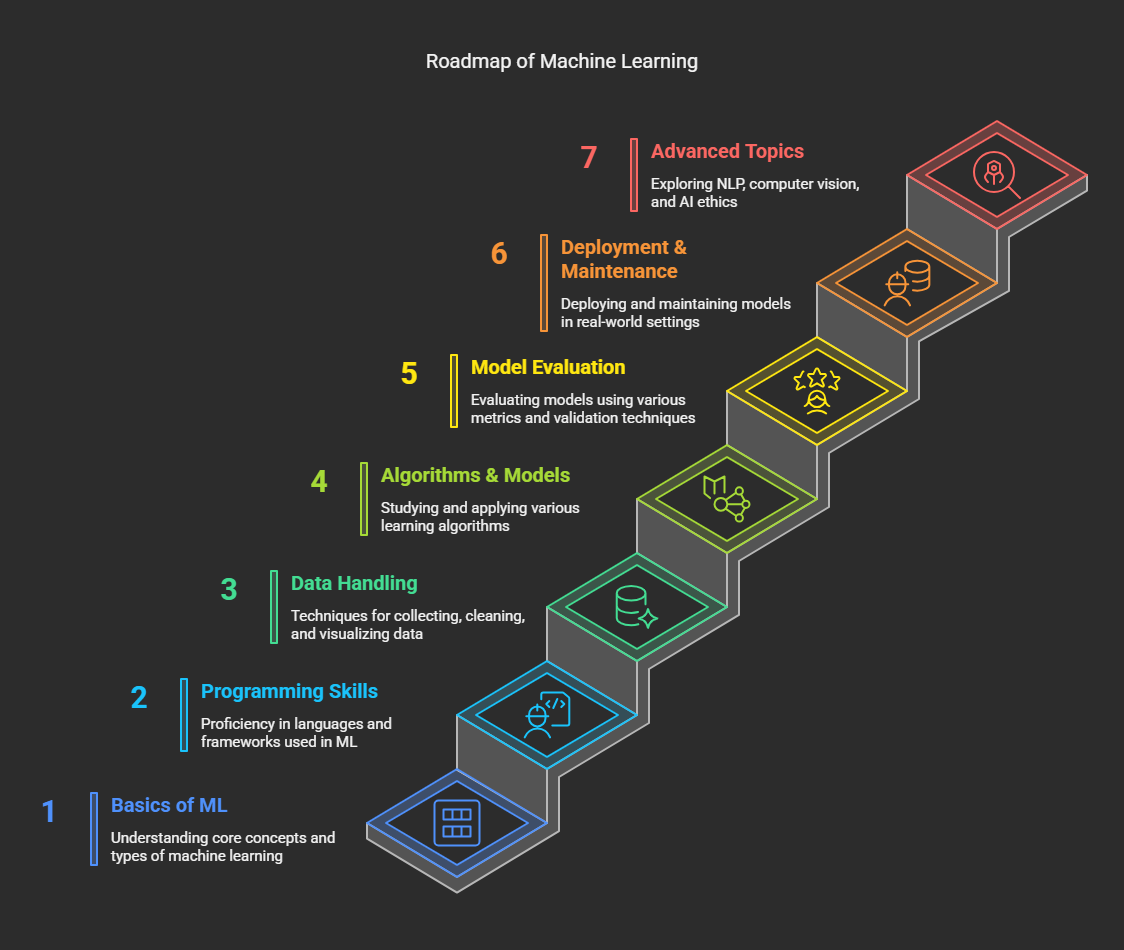 Roadmap of Machine Learning
7
Advanced Topics
Exploring NLP, computer vision,
and AI ethics
6
Deployment &
Maintenance
Deploying and maintaining models
in real-world settings
5
Model Evaluation
Evaluating models using various
metrics and validation techniques
4
Algorithms & Models
Studying and applying various
learning algorithms
3
Data Handling
Techniques for collecting, cleaning,
and visualizing data
2
Programming Skills
Proficiency in languages and
frameworks used in ML
1
Basics of ML
Understanding core concepts and
types of machine learning